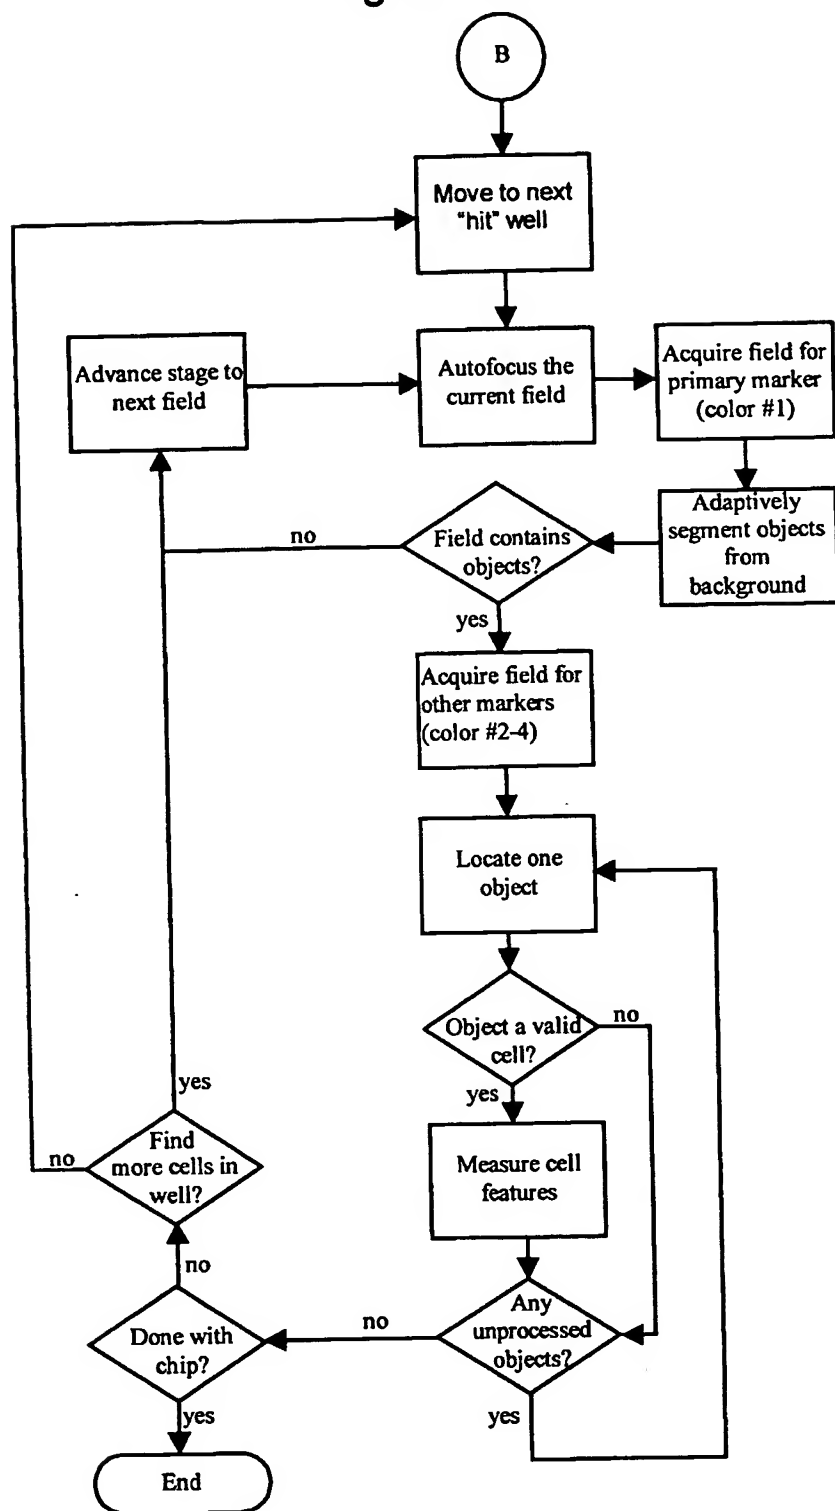 B
Move to next
"hit" well
Advance stage to
next field
Autofocus the
current field
Acquire field for
primary marker
(color #1)
Adaptively
segment objects
from
background
no
Field contains
objects?
yes
Acquire field for
other markers
(color #2-4)
Locate one
object
Object a valid
cell?
no
yes
Measure cell
features
yes
Find
more cells in
well?
no
no
Any
unprocessed
objects?
no
Done with
chip?
yes
yes
End